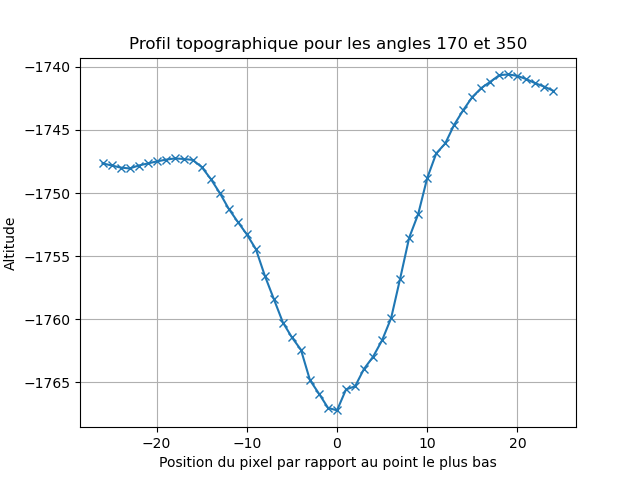 Profil topographique pour les angles 170 et 350
−1740
−1745
−1750
−1755
−1760
−1765
Altitude
−20 −10 0 10 20
Position du pixel par rapport au point le plus bas